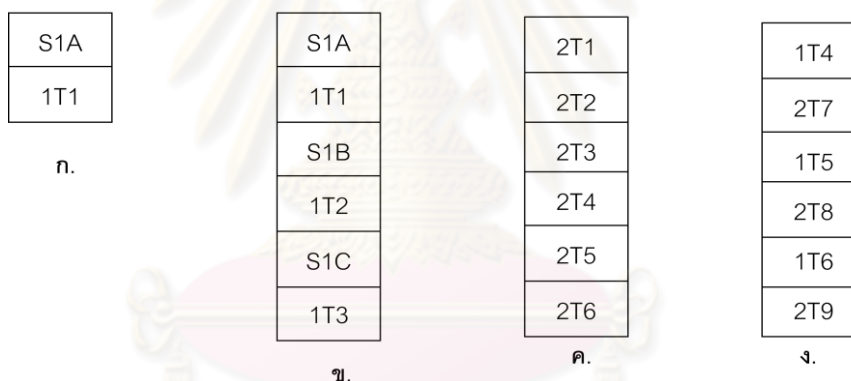 S1A
1T1
ก.
S1A
1T1
S1B
1T2
S1C
1T3
ข.
2T1
2T2
2T3
2T4
2T5
2T6
ค.
1T4
2T7
1T5
2T8
1T6
2T9
ง.